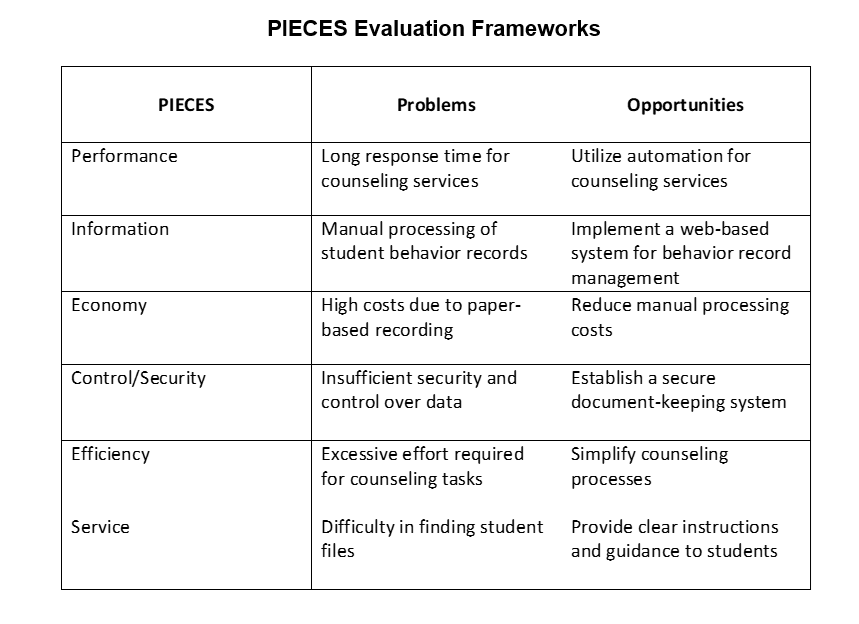 PIECES Evaluation Frameworks
PIECES Problems Opportunities
Performance Long response time for Utilize automation for
counseling services counseling services
Information Manual processing of Implement a web-based
student behavior records system for behavior record
management
Economy High costs due to paper- Reduce manual processing
based recording costs
Control/Security Insufficient security and Establish a secure
control over data document-keeping system
Efficiency Excessive effort required Simplify counseling
for counseling tasks processes
Service Difficulty in finding student Provide clear instructions
files and guidance to students